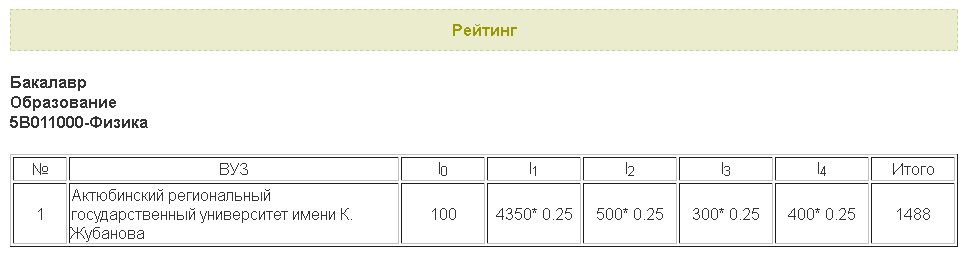 Рейтинг
Бакалавр
Образование
5В011000-Физика
№ ВУЗ I0 I1 I2 I3 I4 Итого
1 Актюбинский региональный
государственный университет имени К.
Жубанова 100 4350* 0.25 500* 0.25 300* 0.25 400* 0.25 1488